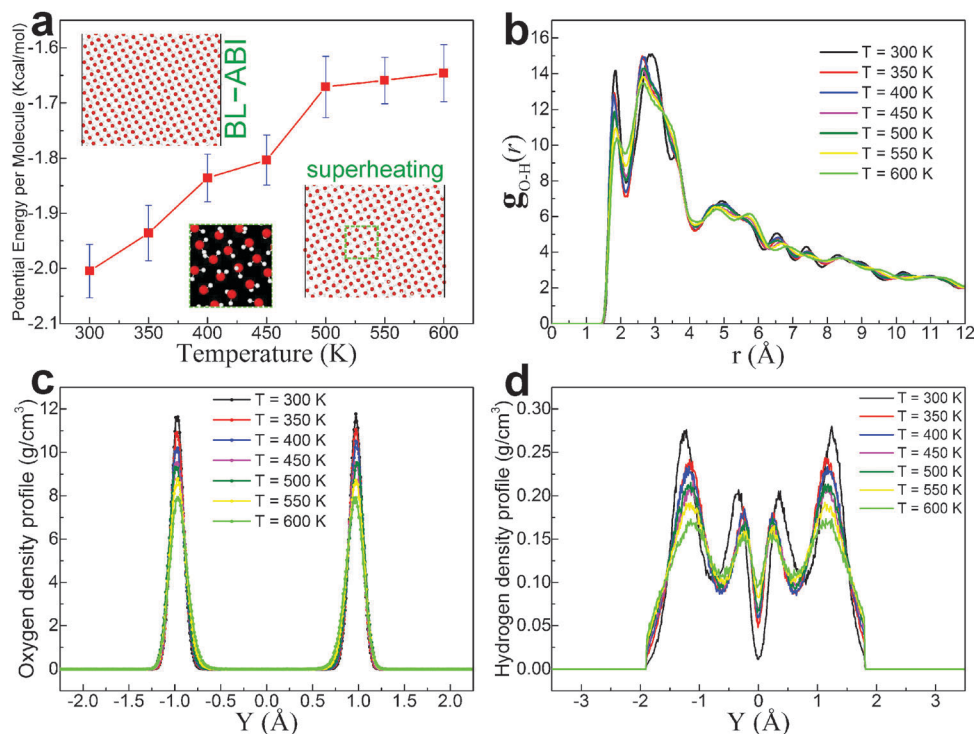 a
Potential Energy per Molecule (Kcal/mol)
-1.6
-1.7
-1.8
-1.9
-2.0
-2.1
BL-ABI
superheating
300
350
400
450
500
550
600
Temperature (K)
b
g O-H (r)
16
14
12
10
8
6
4
2
0
T = 300 K
T = 350 K
T = 400 K
T = 450 K
T = 500 K
T = 550 K
T = 600 K
0 1 2 3 4 5 6 7 8 9 10 11 12
r (Å)
c
Oxygen density profile (g/cm³)
12
10
8
6
4
2
0
T = 300 K
T = 350 K
T = 400 K
T = 450 K
T = 500 K
T = 550 K
T = 600 K
-2.0 -1.5 -1.0 -0.5 0.0 0.5 1.0 1.5 2.0
Y (Å)
d
Hydrogen density profile (g/cm³)
0.30
0.25
0.20
0.15
0.10
0.05
0.00
T = 300 K
T = 350 K
T = 400 K
T = 450 K
T = 500 K
T = 550 K
T = 600 K
-3 -2 -1 0 1 2 3
Y (Å)